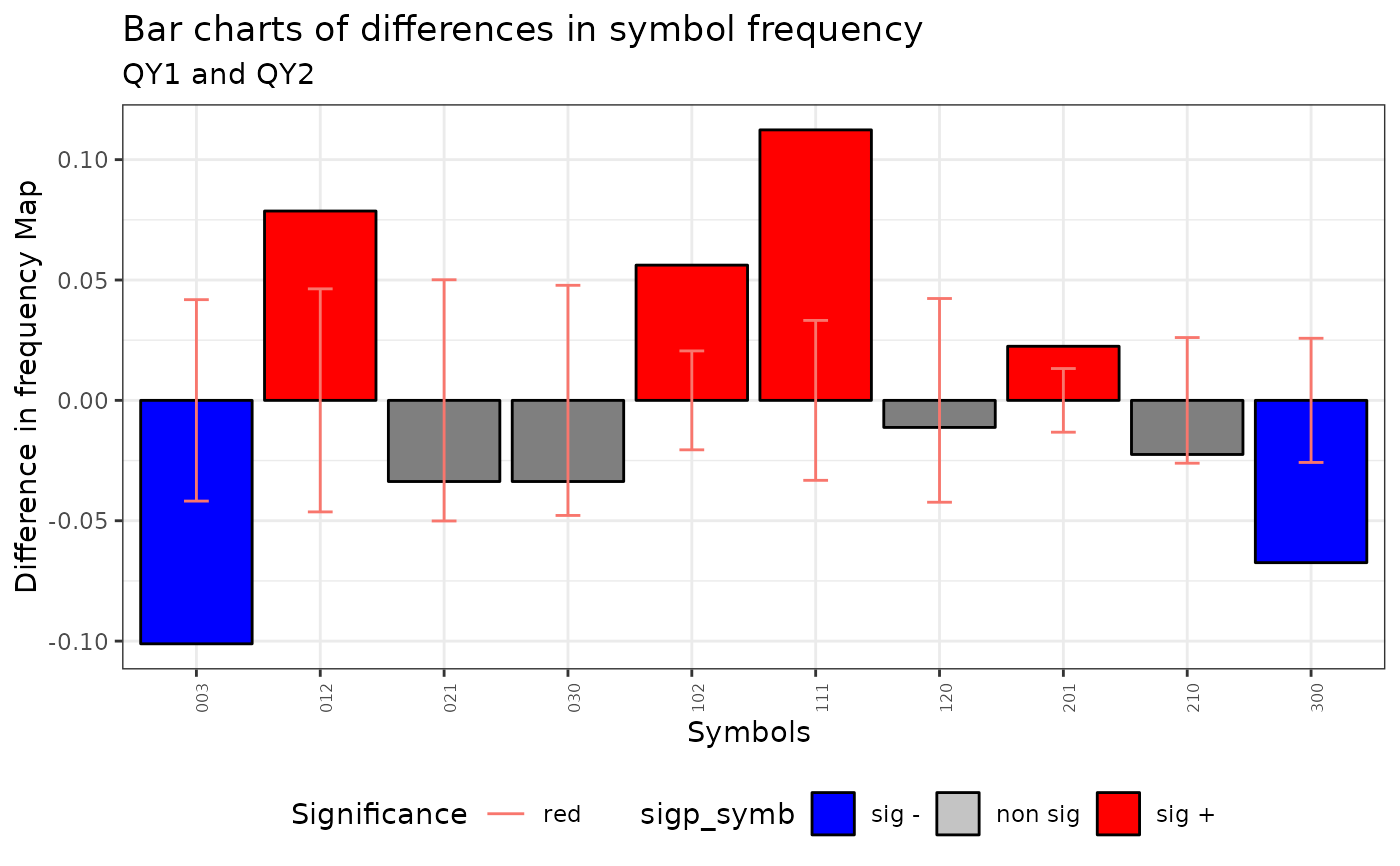 Bar charts of differences in symbol frequency
QY1 and QY2
Difference in frequency Map
0.10
0.05
0.00
-0.05
-0.10
003 012 021 030 102 111 120 201 210 300
Symbols
Significance red sigp_symb sig - non sig sig +